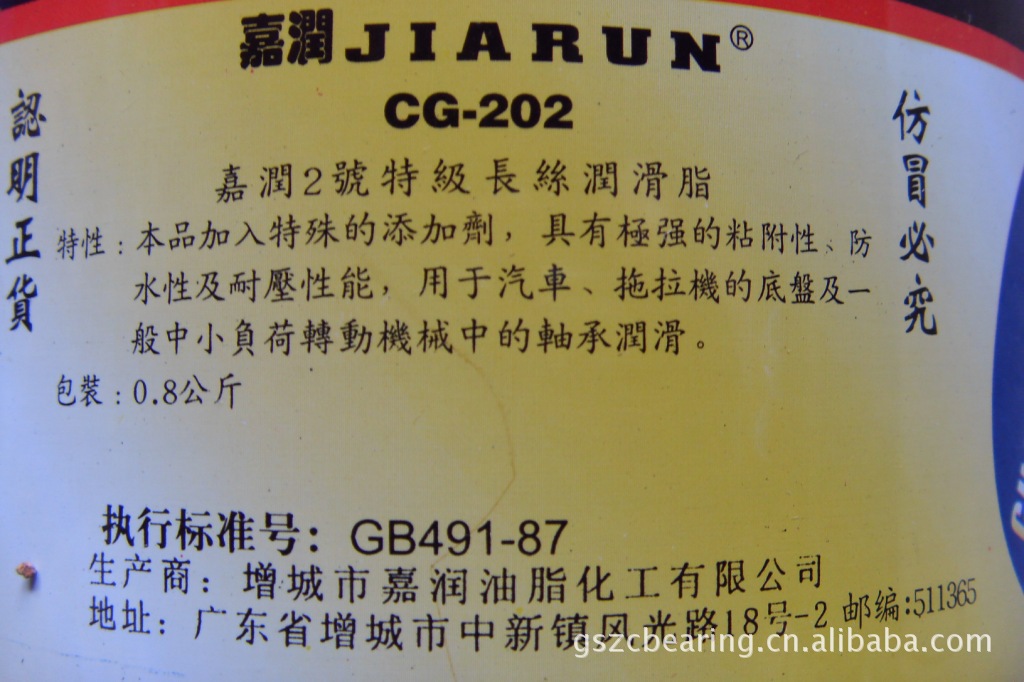 嘉潤JIARUN®
CG-202
認明正貨
仿冒必究
嘉潤2號特級長絲潤滑脂
特性：本品加入特殊的添加劑，具有極强的粘附性、防
水性及耐壓性能，用于汽車、拖拉機的底盤及一
般中小負荷轉動機械中的軸承潤滑。
包裝：0.8公斤
执行标准号：GB491-87
生产商：增城市嘉润油脂化工有限公司
地址：广东省增城市中新镇风光路18号-2 邮编:511365
gszcbearing.cn.alibaba.com